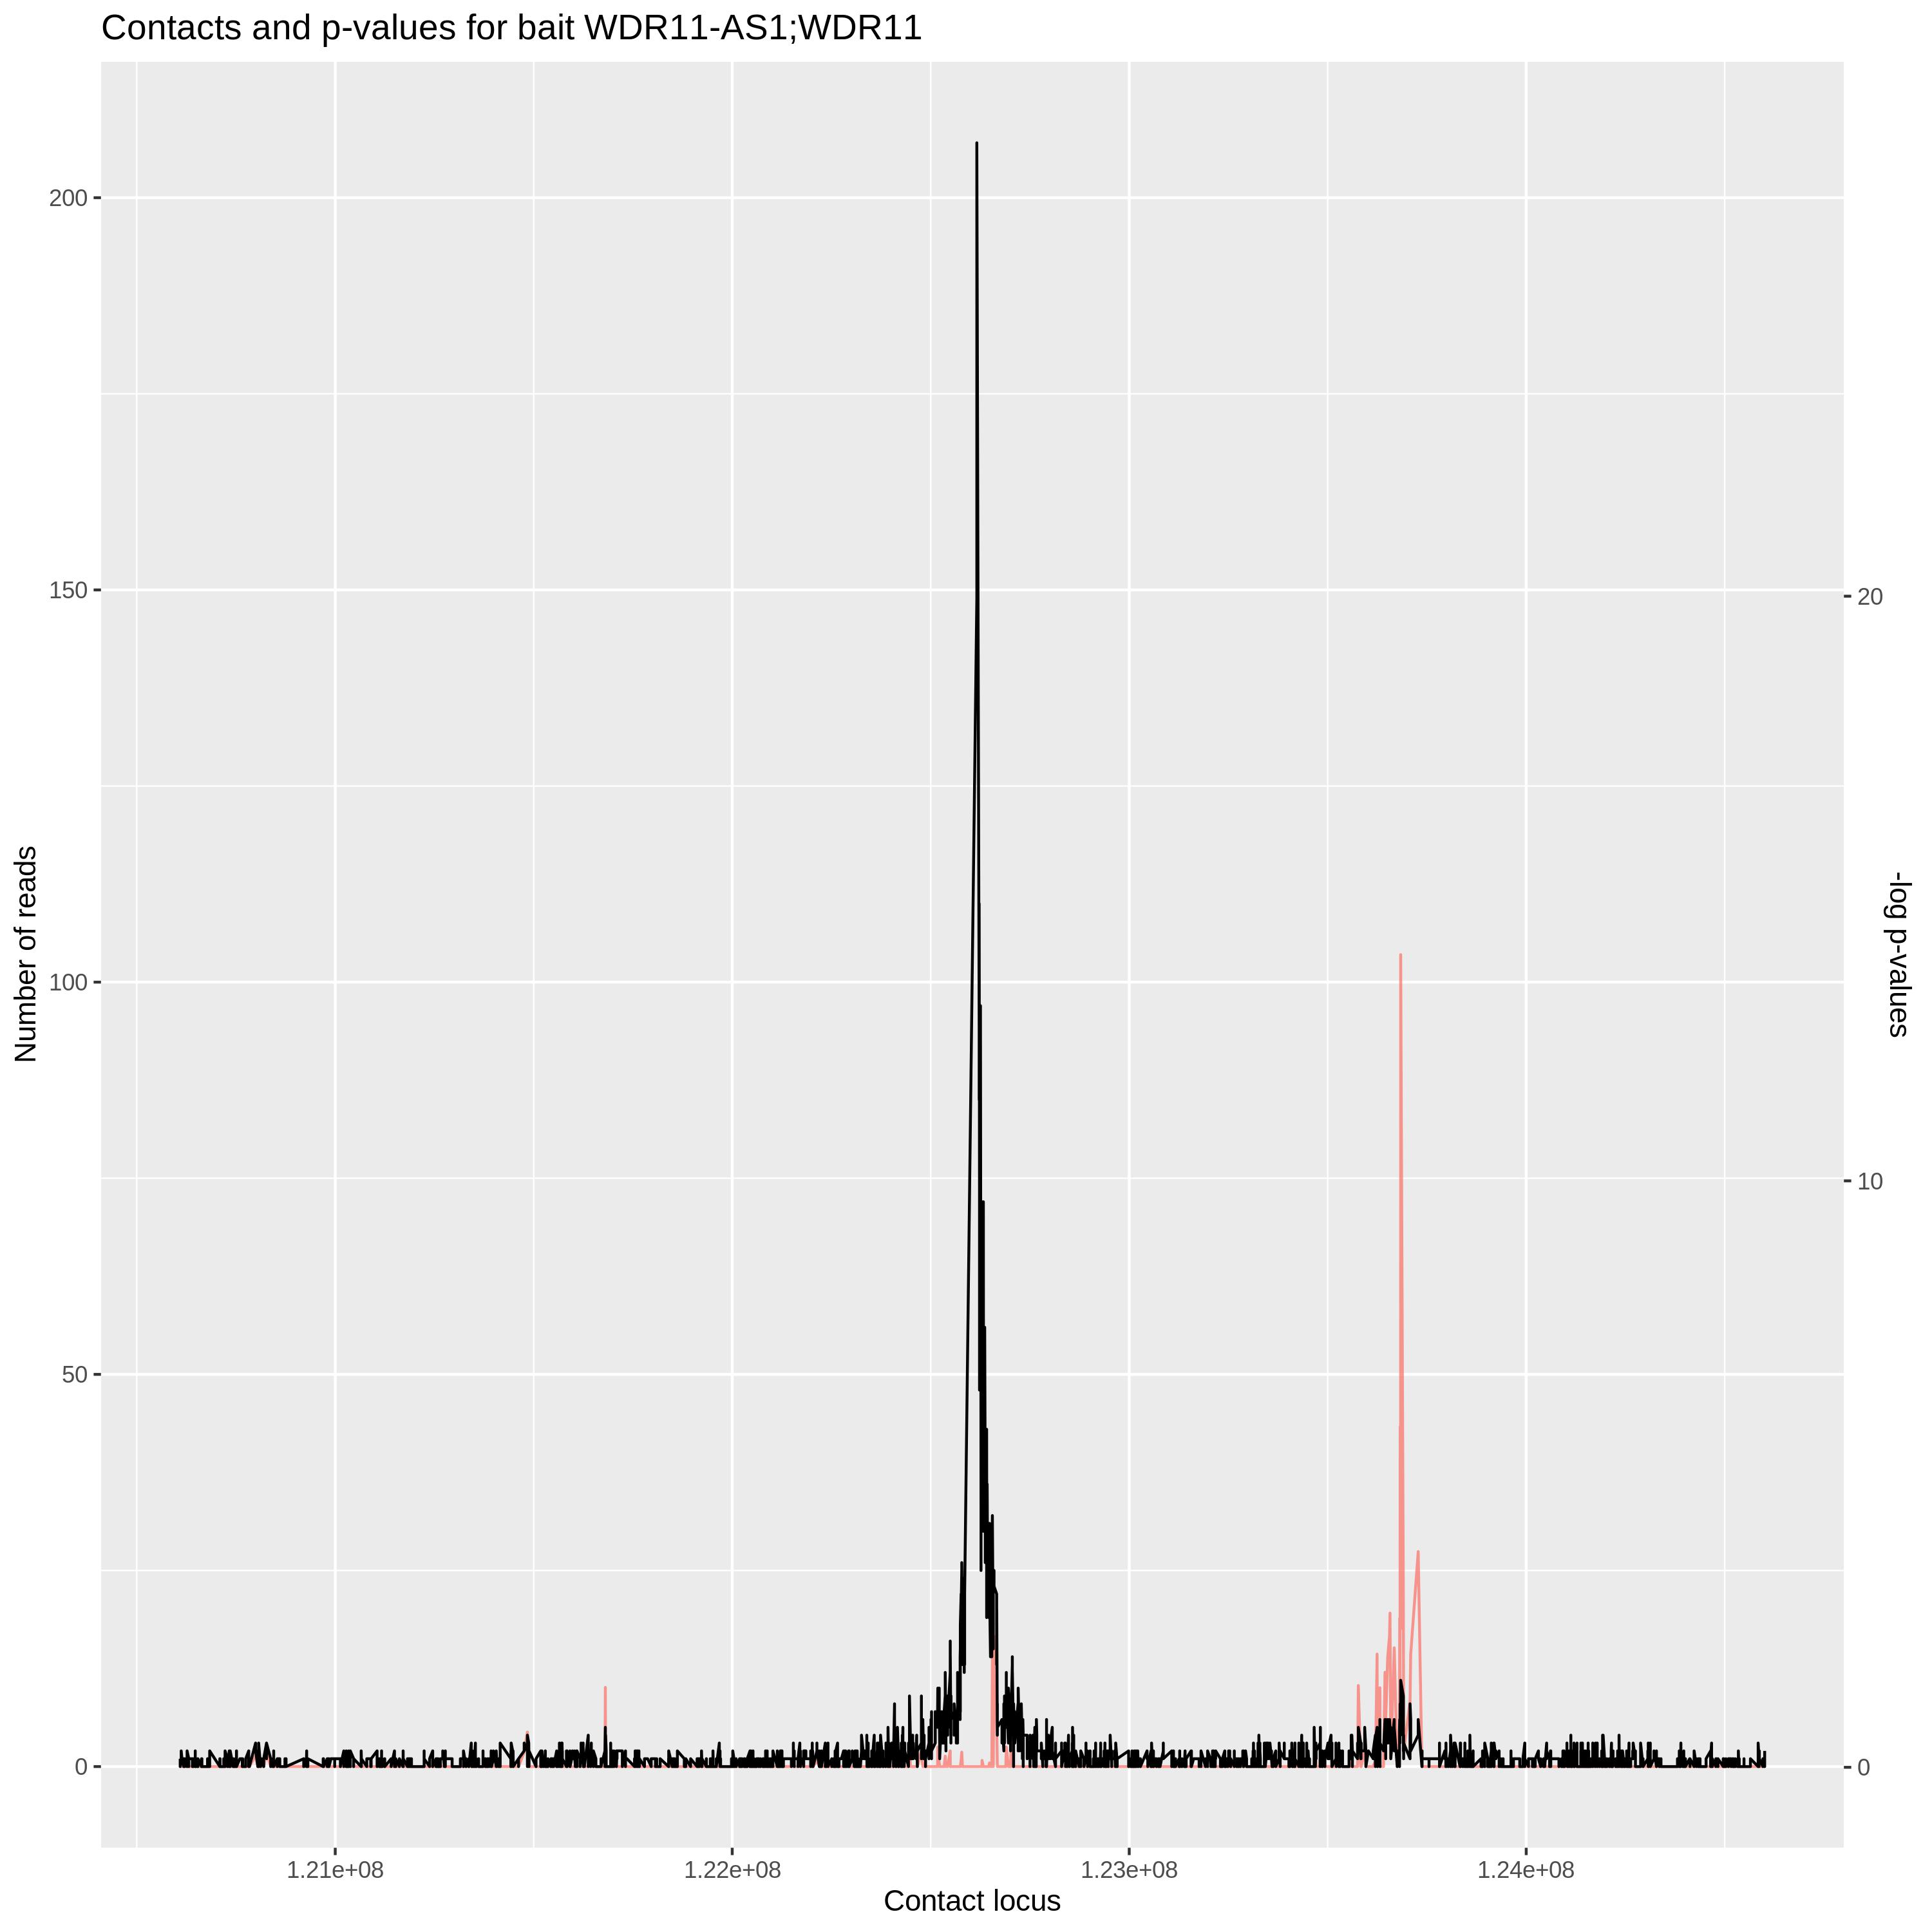 Contacts and p-values for bait WDR11-AS1;WDR11
200
150
100
50
0
Number of reads
20
10
0
-log p-values
1.21e+08
1.22e+08
1.23e+08
1.24e+08
Contact locus